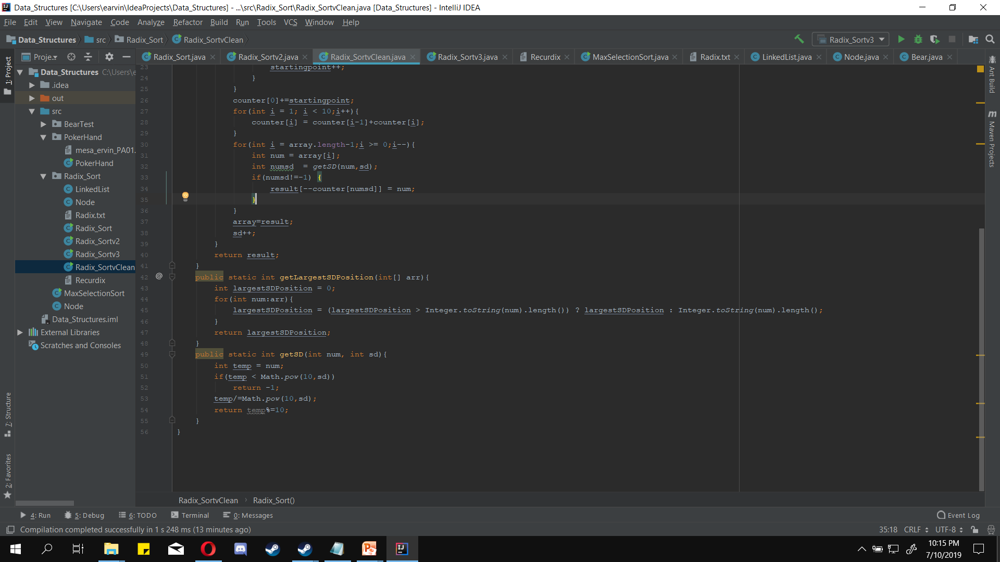 Data_Structures [C:\Users\earvin\IdeaProjects\Data_Structures] - ...\src\Radix_Sort\Radix_SortvClean.java [Data_Structures] - IntelliJ IDEA
File Edit View Navigate Code Analyze Refactor Build Run Tools VCS Window Help
Data_Structures src Radix_Sort Radix_SortvClean Radix_Sortv3
Proje.. Radix_Sort.java Radix_Sortv2.java Radix_SortvClean.java Radix_Sortv3.java Recurdix MaxSelectionSort.java Radix.txt LinkedList.java Node.java Bear.java
1: Project
7: Structure
2: Favorites
Data_Structures C:\Users\e
.idea
out
src
BearTest
PokerHand
mesa_ervin_PA01.
PokerHand
Radix_Sort
LinkedList
Node
Radix.txt
Radix_Sort
Radix_Sortv2
Radix_Sortv3
Radix_SortvClean
Recurdix
MaxSelectionSort
Node
Data_Structures.iml
External Libraries
Scratches and Consoles
23 startingpoint++;
24 }
25 }
26 counter[0]+=startingpoint;
27 for(int i = 1; i < 10;i++){
28 counter[i] = counter[i-1]+counter[i];
29 }
30 for(int i = array.length-1;i >= 0;i--){
31 int num = array[i];
32 int numsd  = getSD(num,sd);
33 if(numsd!=-1) {
34 result[--counter[numsd]] = num;
35 }
36 }
37 array=result;
38 sd++;
39 }
40 return result;
41 }
42 @ public static int getLargestSDPosition(int[] arr){
43 int largestSDPosition = 0;
44 for(int num:arr){
45 largestSDPosition = (largestSDPosition > Integer.toString(num).length()) ? largestSDPosition : Integer.toString(num).length();
46 }
47 return largestSDPosition;
48 }
49 public static int getSD(int num, int sd){
50 int temp = num;
51 if(temp < Math.pow(10,sd))
52 return -1;
53 temp/=Math.pow(10,sd);
54 return temp%=10;
55 }
56 }
Ant Build
Maven Projects
Radix_SortvClean Radix_Sort()
4: Run 5: Debug 6: TODO Terminal 0: Messages Event Log
Compilation completed successfully in 1 s 248 ms (13 minutes ago) 35:18 CRLF UTF-8
10:15 PM
7/10/2019